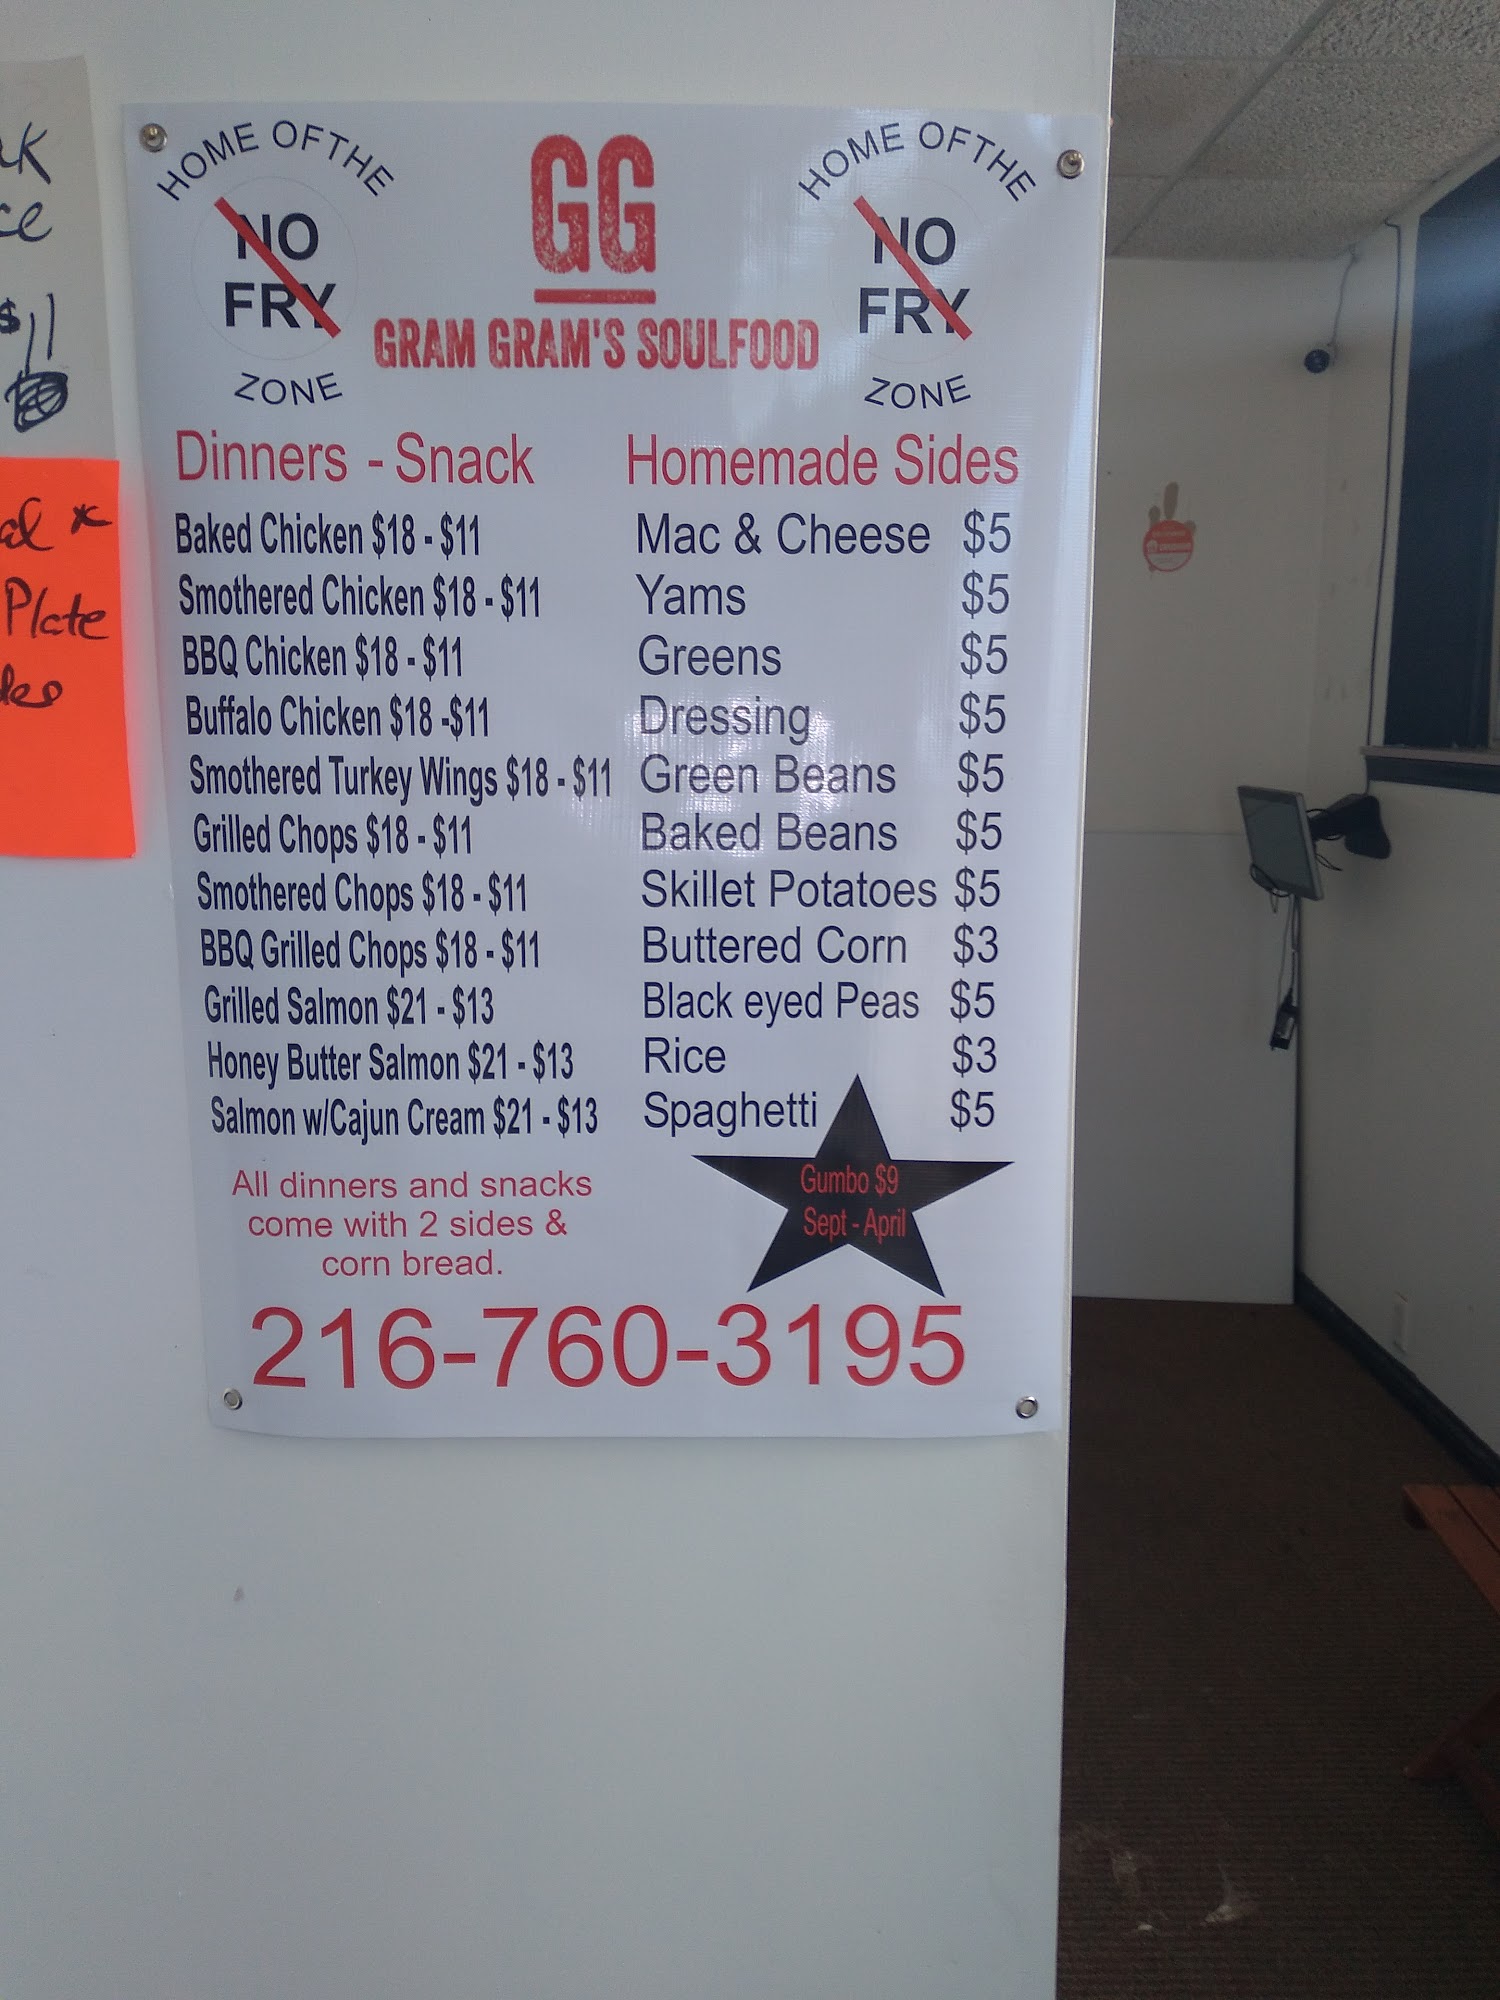 $11
Plate
HOME OFTHE
NO
FRY
ZONE
GG
GRAM GRAM'S SOULFOOD
HOME OFTHE
NO
FRY
ZONE
Dinners - Snack
Baked Chicken $18 - $11
Smothered Chicken $18 - $11
BBQ Chicken $18 - $11
Buffalo Chicken $18 -$11
Smothered Turkey Wings $18 - $11
Grilled Chops $18 - $11
Smothered Chops $18 - $11
BBQ Grilled Chops $18 - $11
Grilled Salmon $21 - $13
Honey Butter Salmon $21 - $13
Salmon w/Cajun Cream $21 - $13
All dinners and snacks
come with 2 sides &
corn bread.
Homemade Sides
Mac & Cheese $5
Yams $5
Greens $5
Dressing $5
Green Beans $5
Baked Beans $5
Skillet Potatoes $5
Buttered Corn $3
Black eyed Peas $5
Rice $3
Spaghetti $5
Gumbo $9
Sept - April
216-760-3195